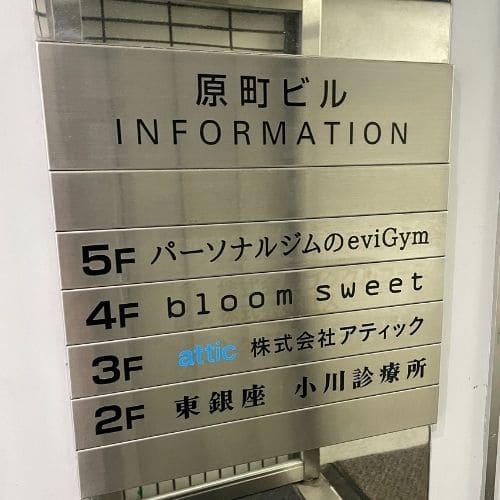 原町ビル
INFORMATION
5F パーソナルジムのeviGym
4F bloom sweet
3F attic 株式会社アティック
2F 東銀座 小川診療所